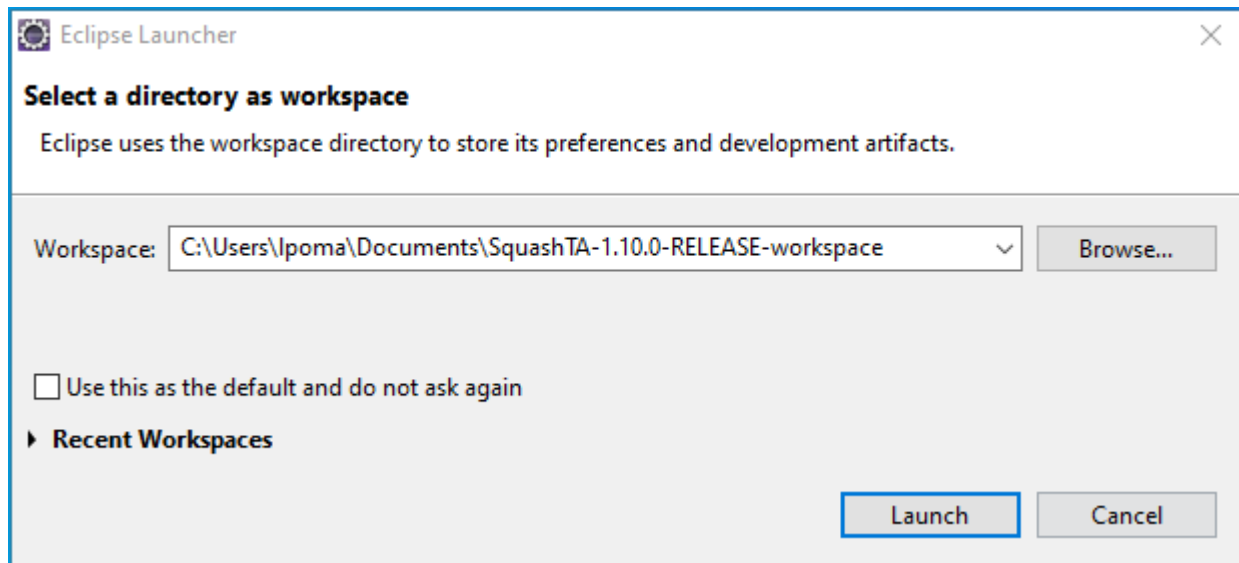 Eclipse Launcher
Select a directory as workspace
Eclipse uses the workspace directory to store its preferences and development artifacts.
Workspace: C:\Users\lpoma\Documents\SquashTA-1.10.0-RELEASE-workspace Browse...
Use this as the default and do not ask again
Recent Workspaces
Launch Cancel